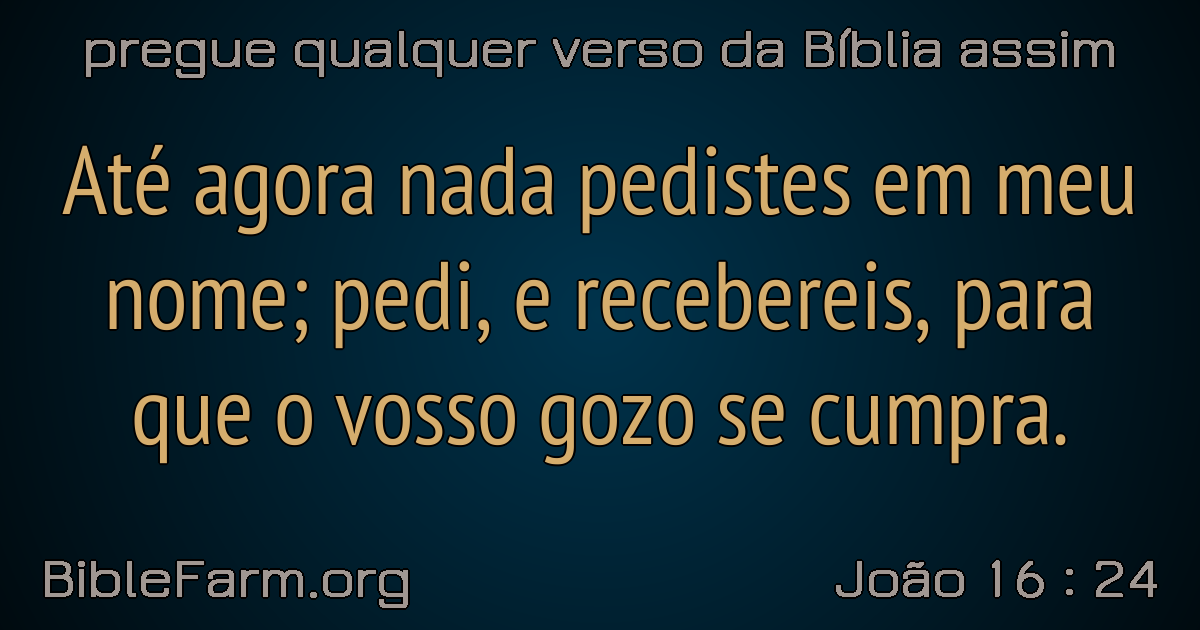 pregue qualquer verso da Bíblia assim
Até agora nada pedistes em meu
nome; pedi, e recebereis, para
que o vosso gozo se cumpra.
BibleFarm.org
João 16 : 24